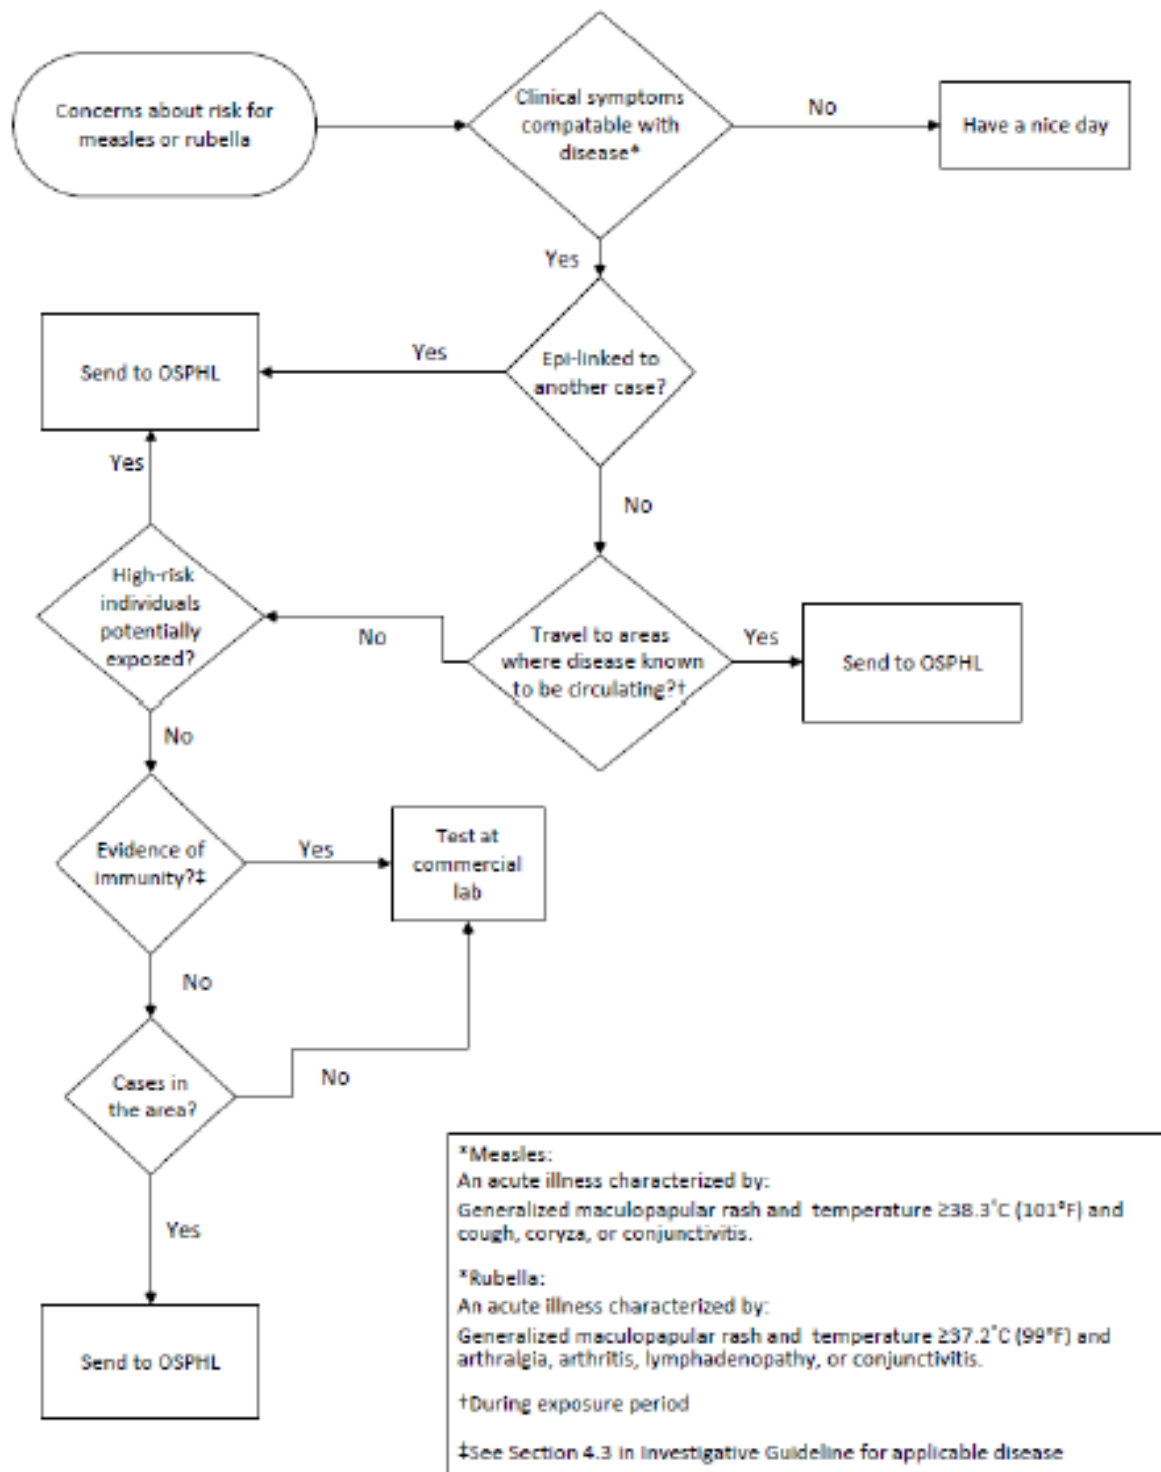 Concerns about risk for
measles or rubella
Clinical symptoms
compatable with
disease*
No
Have a nice day
Yes
Epi-linked to
another case?
Yes
Send to OSPHL
Yes
No
High-risk
individuals
potentially
exposed?
No
Travel to areas
where disease known
to be circulating?†
Yes
Send to OSPHL
No
Evidence of
immunity?‡
Yes
Test at
commercial
lab
No
Cases in
the area?
No
Yes
Send to OSPHL
*Measles:
An acute illness characterized by:
Generalized maculopapular rash and temperature ≥38.3˚C (101°F) and
cough, coryza, or conjunctivitis.
*Rubella:
An acute illness characterized by:
Generalized maculopapular rash and temperature ≥37.2˚C (99°F) and
arthralgia, arthritis, lymphadenopathy, or conjunctivitis.
†During exposure period
‡See Section 4.3 in Investigative Guideline for applicable disease